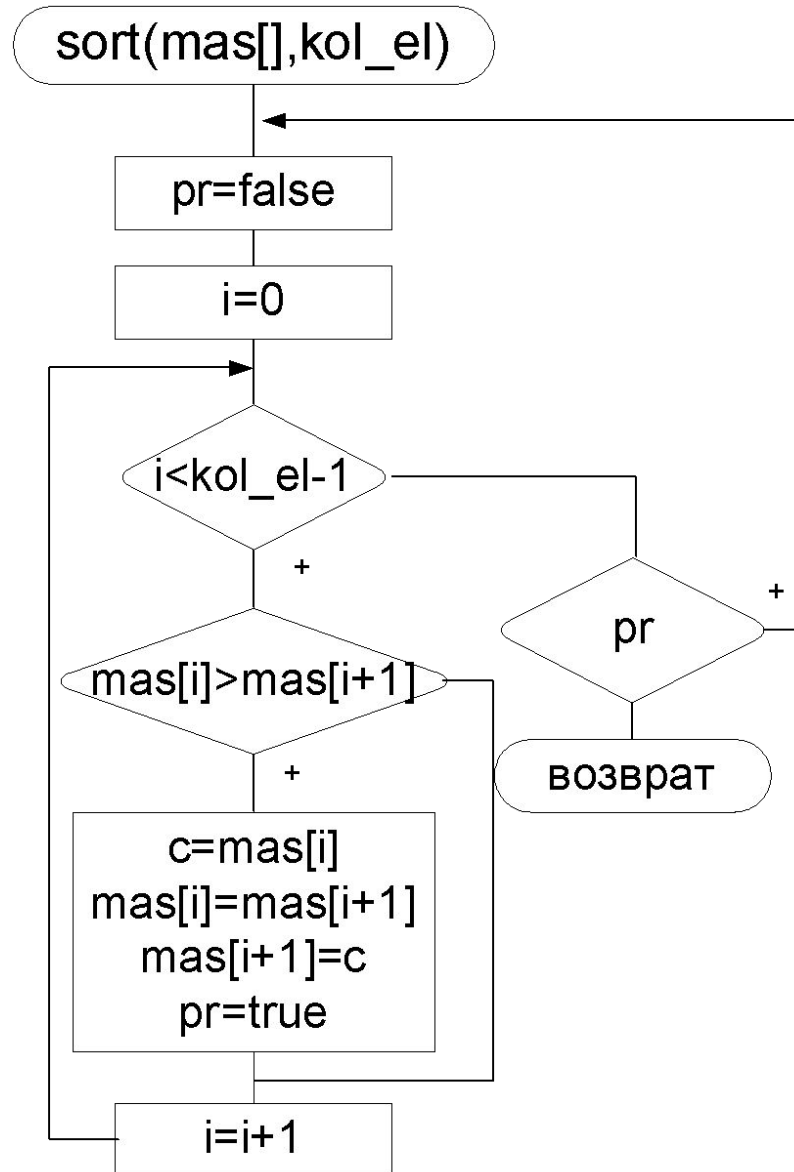 sort(mas[],kol_el)
pr=false
i=0
i<kol_el-1
+
mas[i]>mas[i+1]
+
c=mas[i]
mas[i]=mas[i+1]
mas[i+1]=c
pr=true
i=i+1
pr
+
возврат